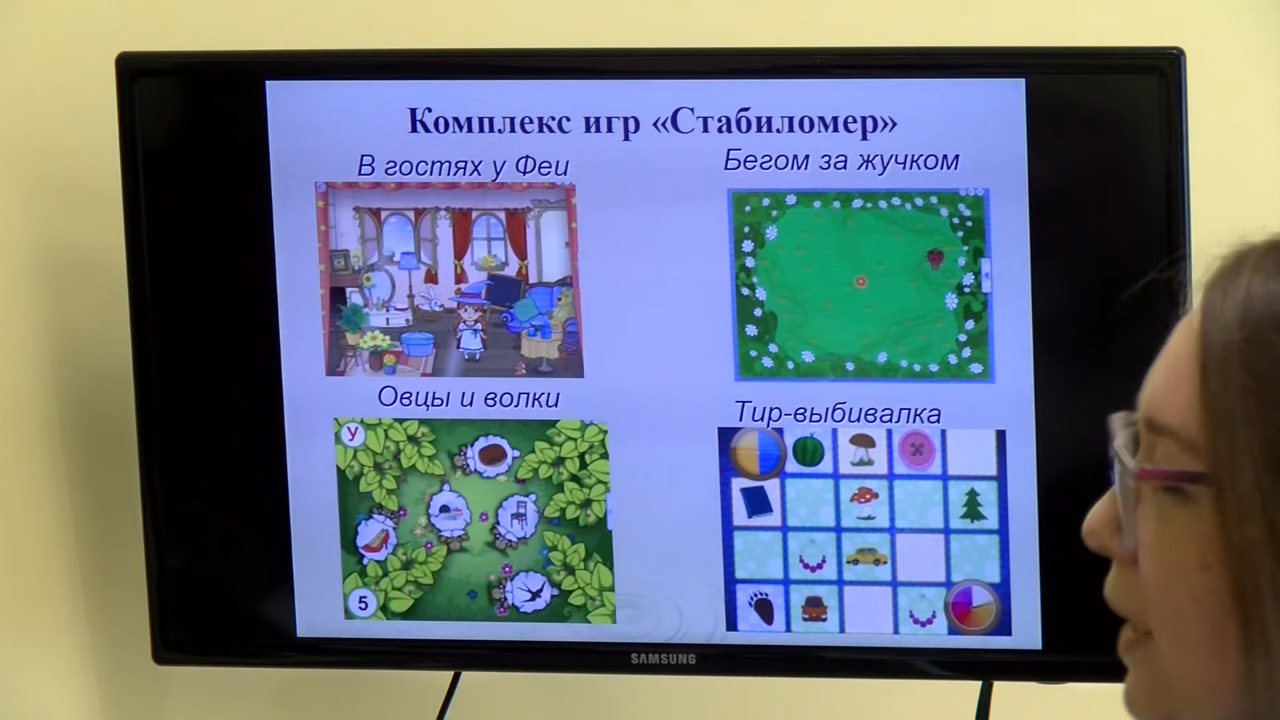 Комплекс игр «Стабиломер»
В гостях у Феи
Бегом за жучком
Овцы и волки
Тир-выбивалка
У
5
SAMSUNG